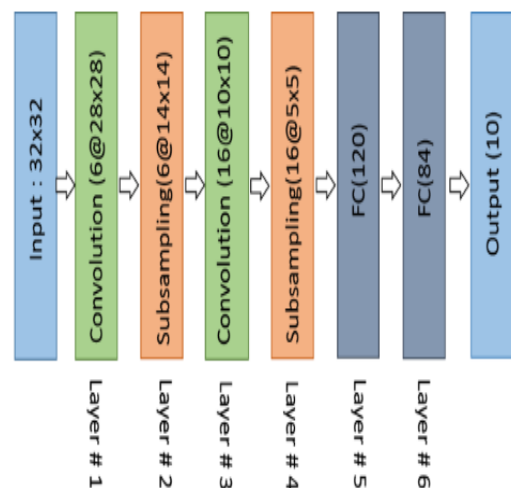 Input : 32x32
Convolution (6@28x28)
Subsampling(6@14x14)
Convolution (16@10x10)
Subsampling(16@5x5)
FC(120)
FC(84)
Output (10)
Layer # 1
Layer # 2
Layer # 3
Layer # 4
Layer # 5
Layer # 6